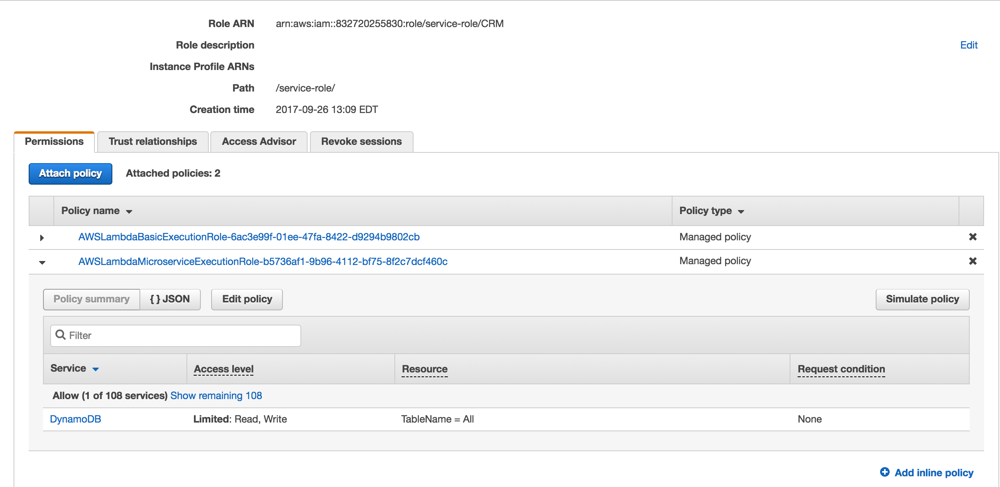 Role ARN arn:aws:iam::832720255830:role/service-role/CRM
Role description Edit
Instance Profile ARNs
Path /service-role/
Creation time 2017-09-26 13:09 EDT
Permissions Trust relationships Access Advisor Revoke sessions
Attach policy Attached policies: 2
Policy name Policy type
AWSLambdaBasicExecutionRole-6ac3e99f-01ee-47fa-8422-d9294b9802cb Managed policy
AWSLambdaMicroserviceExecutionRole-b5736af1-9b96-4112-bf75-8f2c7dcf460c Managed policy
Policy summary { } JSON Edit policy Simulate policy
Filter
Service Access level Resource Request condition
Allow (1 of 108 services) Show remaining 108
DynamoDB Limited: Read, Write TableName = All None
Add inline policy